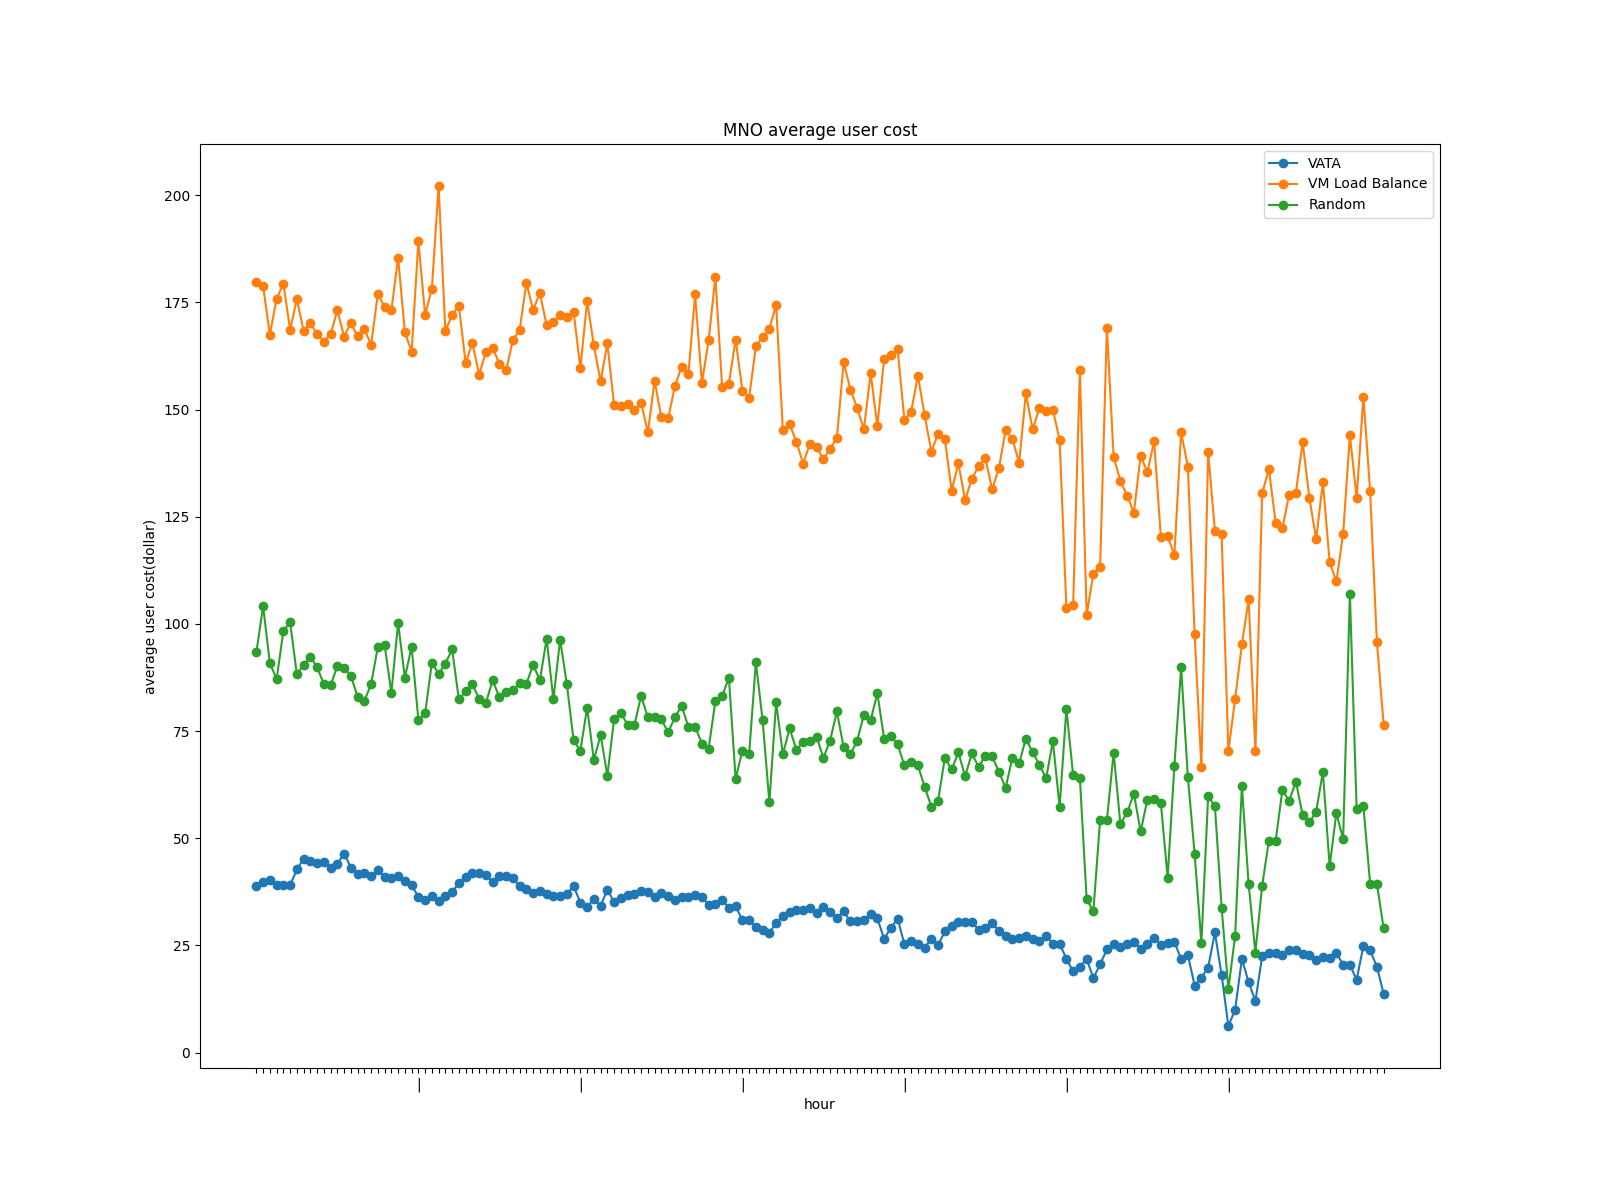 MNO average user cost
VATA
VM Load Balance
Random
200
175
150
125
100
75
50
25
0
average user cost(dollar)
| | | | | |
hour